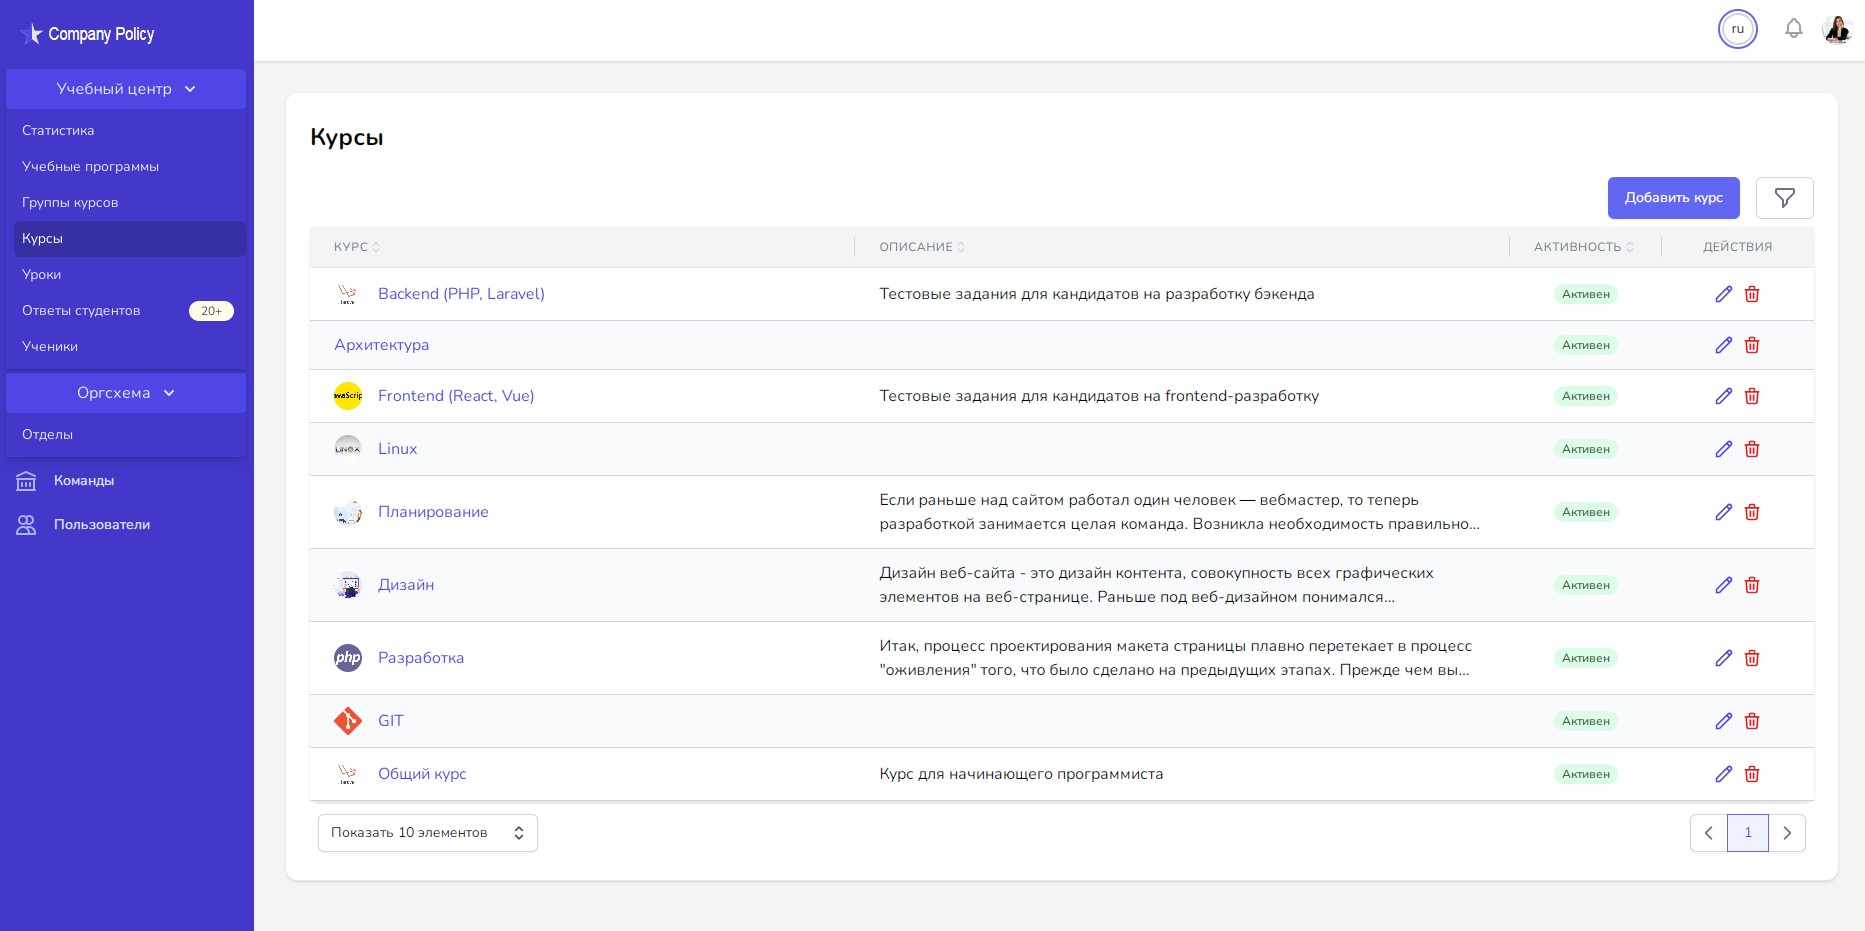 Company Policy
ru
Учебный центр
Статистика
Учебные программы
Группы курсов
Курсы
Уроки
Ответы студентов 20+
Ученики
Оргсхема
Отделы
Команды
Пользователи
Курсы
Добавить курс
КУРС ОПИСАНИЕ АКТИВНОСТЬ ДЕЙСТВИЯ
Backend (PHP, Laravel) Тестовые задания для кандидатов на разработку бэкенда Активен
Архитектура Активен
Frontend (React, Vue) Тестовые задания для кандидатов на frontend-разработку Активен
LINUX Linux Активен
Планирование Если раньше над сайтом работал один человек — вебмастер, то теперь
разработкой занимается целая команда. Возникла необходимость правильно... Активен
Дизайн Дизайн веб-сайта - это дизайн контента, совокупность всех графических
элементов на веб-странице. Раньше под веб-дизайном понимался... Активен
php Разработка Итак, процесс проектирования макета страницы плавно перетекает в процесс
"оживления" того, что было сделано на предыдущих этапах. Прежде чем вы... Активен
GIT Активен
Общий курс Курс для начинающего программиста Активен
Показать 10 элементов 1